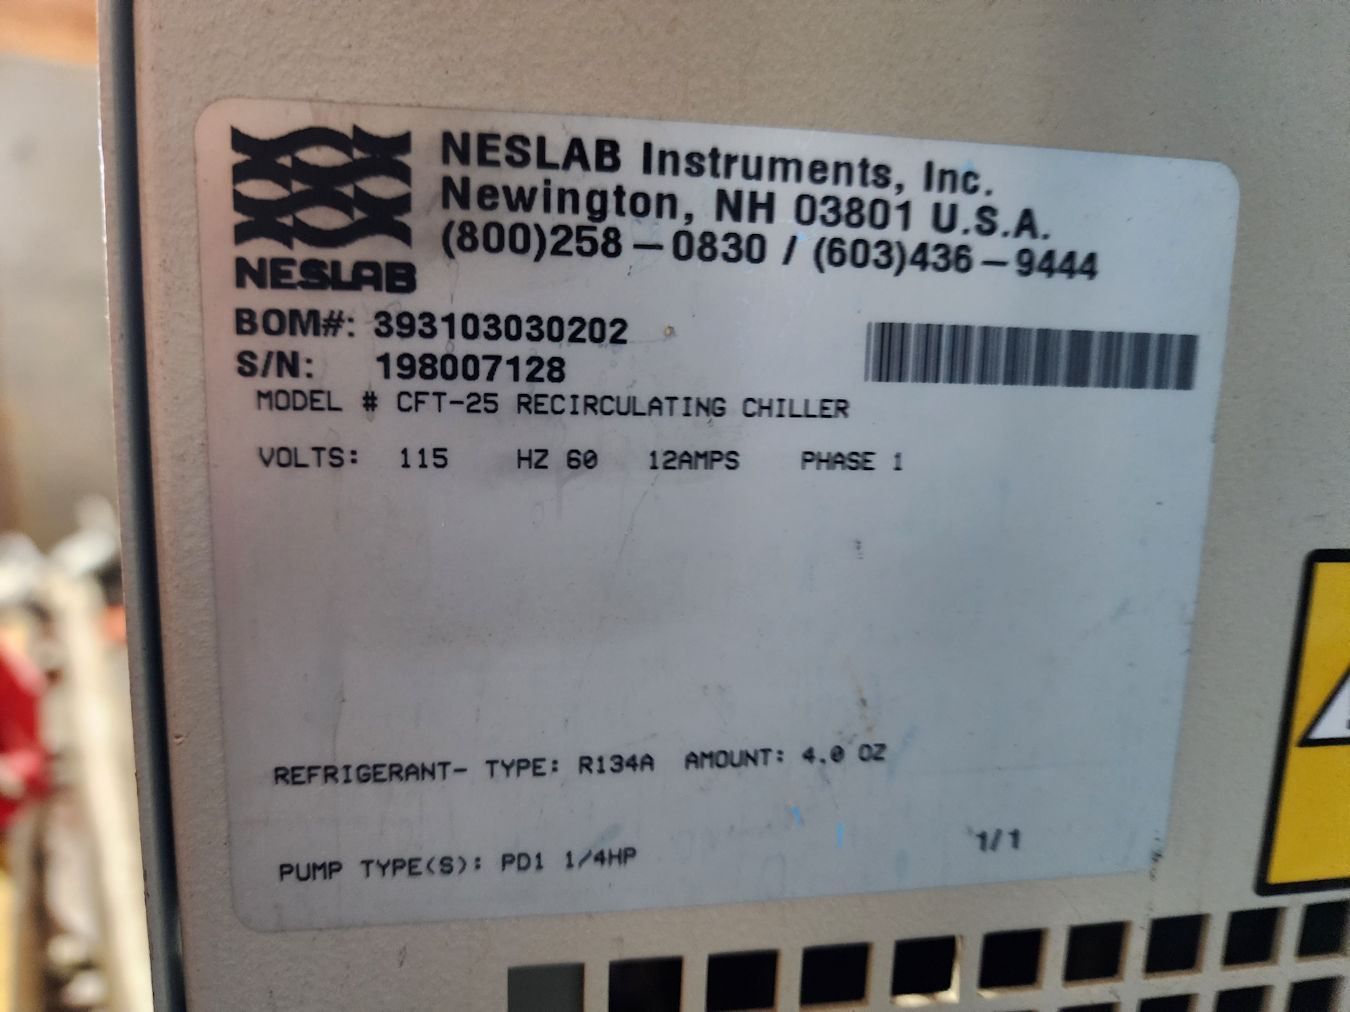 NESLAB Instruments, Inc.
Newington, NH 03801 U.S.A.
(800)258-0830 / (603)436-9444
NESLAB
BOM#: 393103030202
S/N: 198007128
MODEL # CFT-25 RECIRCULATING CHILLER
VOLTS: 115 HZ 60 12AMPS PHASE 1
REFRIGERANT- TYPE: R134A AMOUNT: 4.0 OZ
1/1
PUMP TYPE(S): PD1 1/4HP